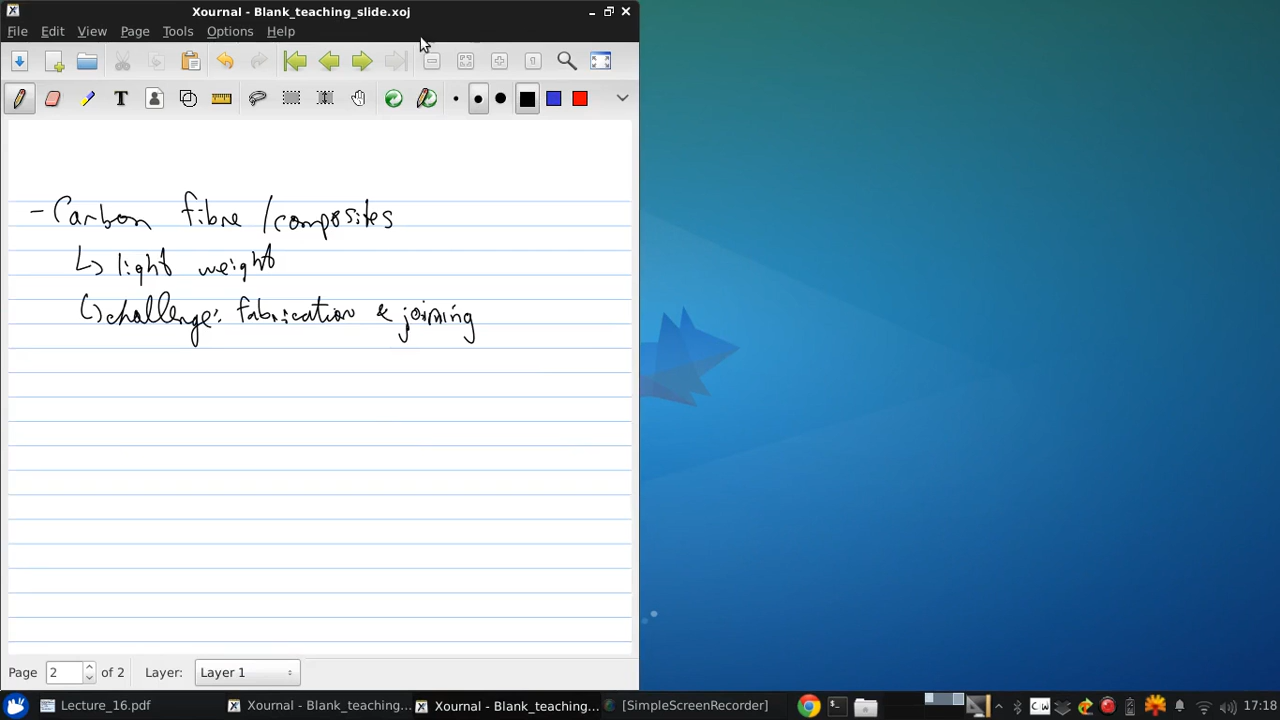 Xournal - Blank_teaching_slide.xoj
File Edit View Page Tools Options Help
- Carbon fibre / composites
↳ light weight
↳ challenge: fabrication & joining
Page 2 of 2 Layer: Layer 1
Lecture_16.pdf Xournal - Blank_teaching... Xournal - Blank_teaching... [SimpleScreenRecorder] 17:18